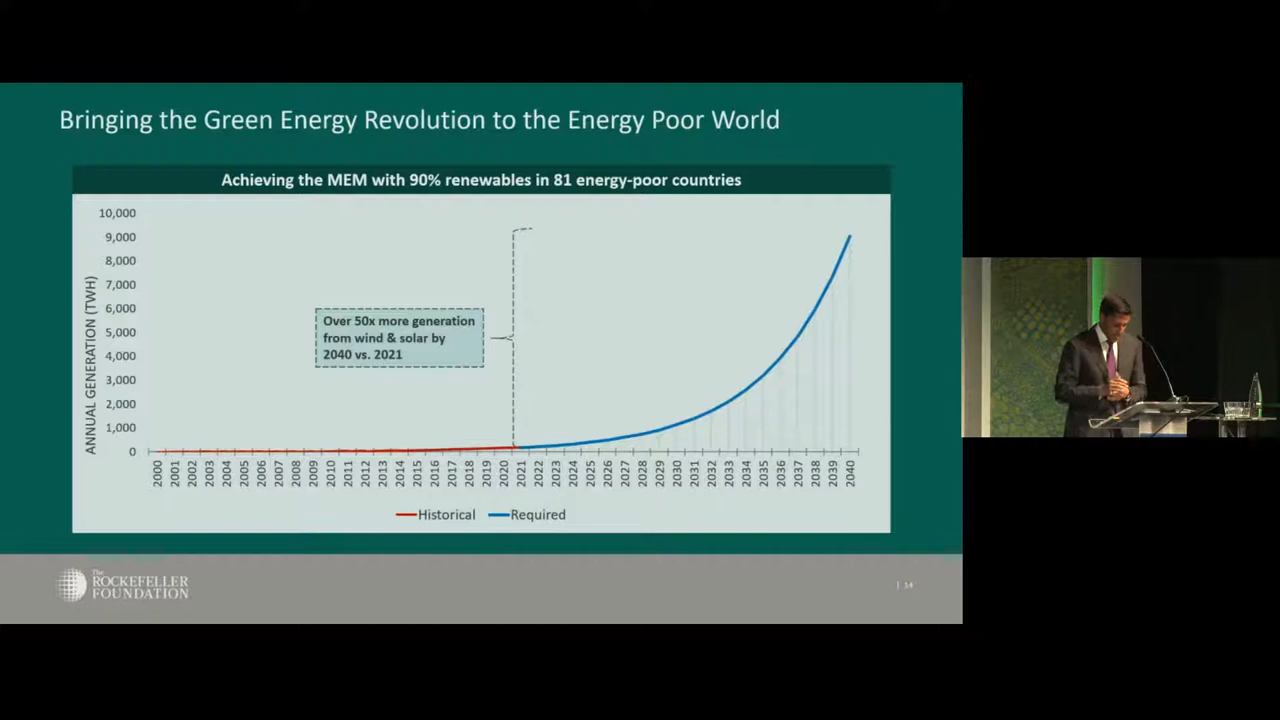 Bringing the Green Energy Revolution to the Energy Poor World
Achieving the MEM with 90% renewables in 81 energy-poor countries
ANNUAL GENERATION (TWH)
10,000
9,000
8,000
7,000
6,000
5,000
4,000
3,000
2,000
1,000
0
Over 50x more generation
from wind & solar by
2040 vs. 2021
2000 2001 2002 2003 2004 2005 2006 2007 2008 2009 2010 2011 2012 2013 2014 2015 2016 2017 2018 2019 2020 2021 2022 2023 2024 2025 2026 2027 2028 2029 2030 2031 2032 2033 2034 2035 2036 2037 2038 2039 2040
Historical Required
The
ROCKEFELLER
FOUNDATION
| 14